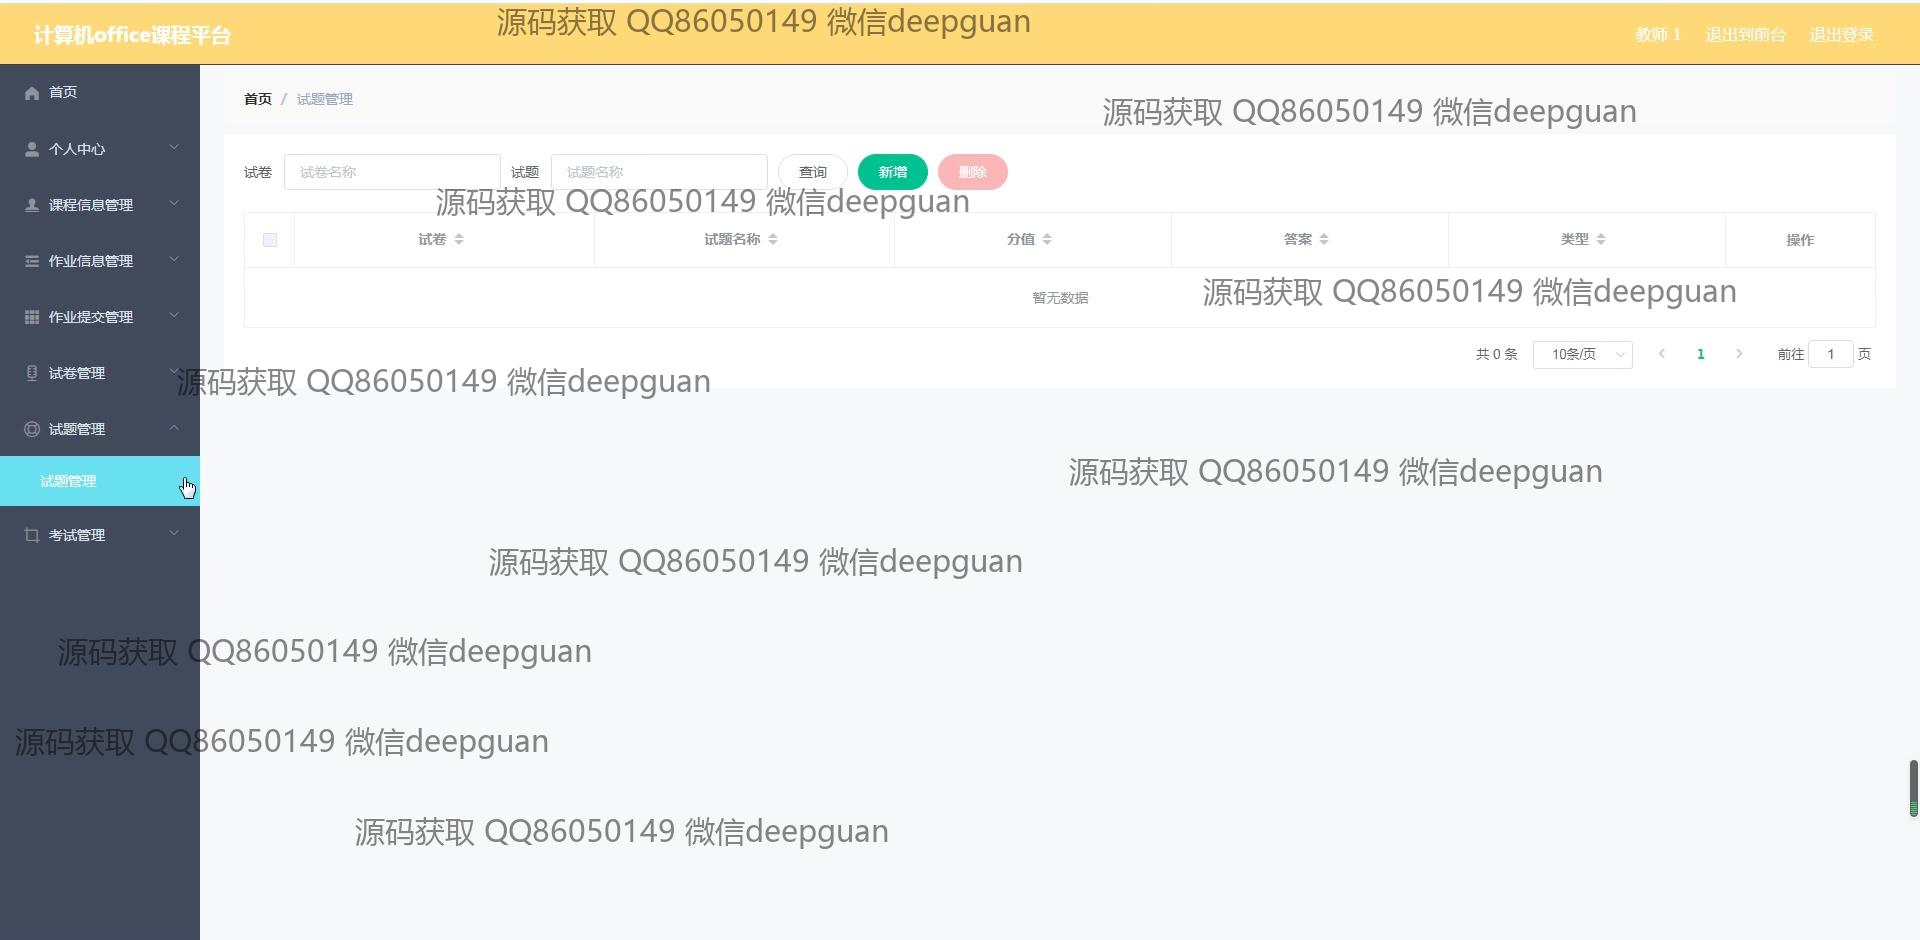 源码获取 QQ86050149 微信deepguan
计算机office课程平台
教师 1 退出到前台 退出登录
首页
个人中心
课程信息管理
作业信息管理
作业提交管理
试卷管理
试题管理
试题管理
考试管理
首页 / 试题管理
源码获取 QQ86050149 微信deepguan
试卷 试卷名称 试题 试题名称 查询 新增 删除
源码获取 QQ86050149 微信deepguan
试卷 试题名称 分值 答案 类型 操作
暂无数据
源码获取 QQ86050149 微信deepguan
共 0 条 10条/页 1 前往 1 页
源码获取 QQ86050149 微信deepguan
源码获取 QQ86050149 微信deepguan
源码获取 QQ86050149 微信deepguan
源码获取 QQ86050149 微信deepguan
源码获取 QQ86050149 微信deepguan
源码获取 QQ86050149 微信deepguan